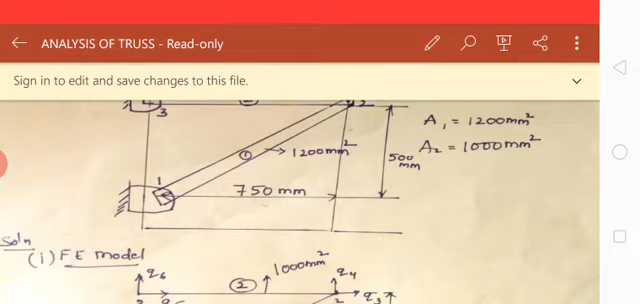 ANALYSIS OF TRUSS - Read-only
Sign in to edit and save changes to this file.
3
2
A₁ = 1200mm²
① → 1200mm²
A₂ = 1000mm²
500
mm
1
750 mm
Soln
(i) FE model
1000mm²
q6
②
q4
q3